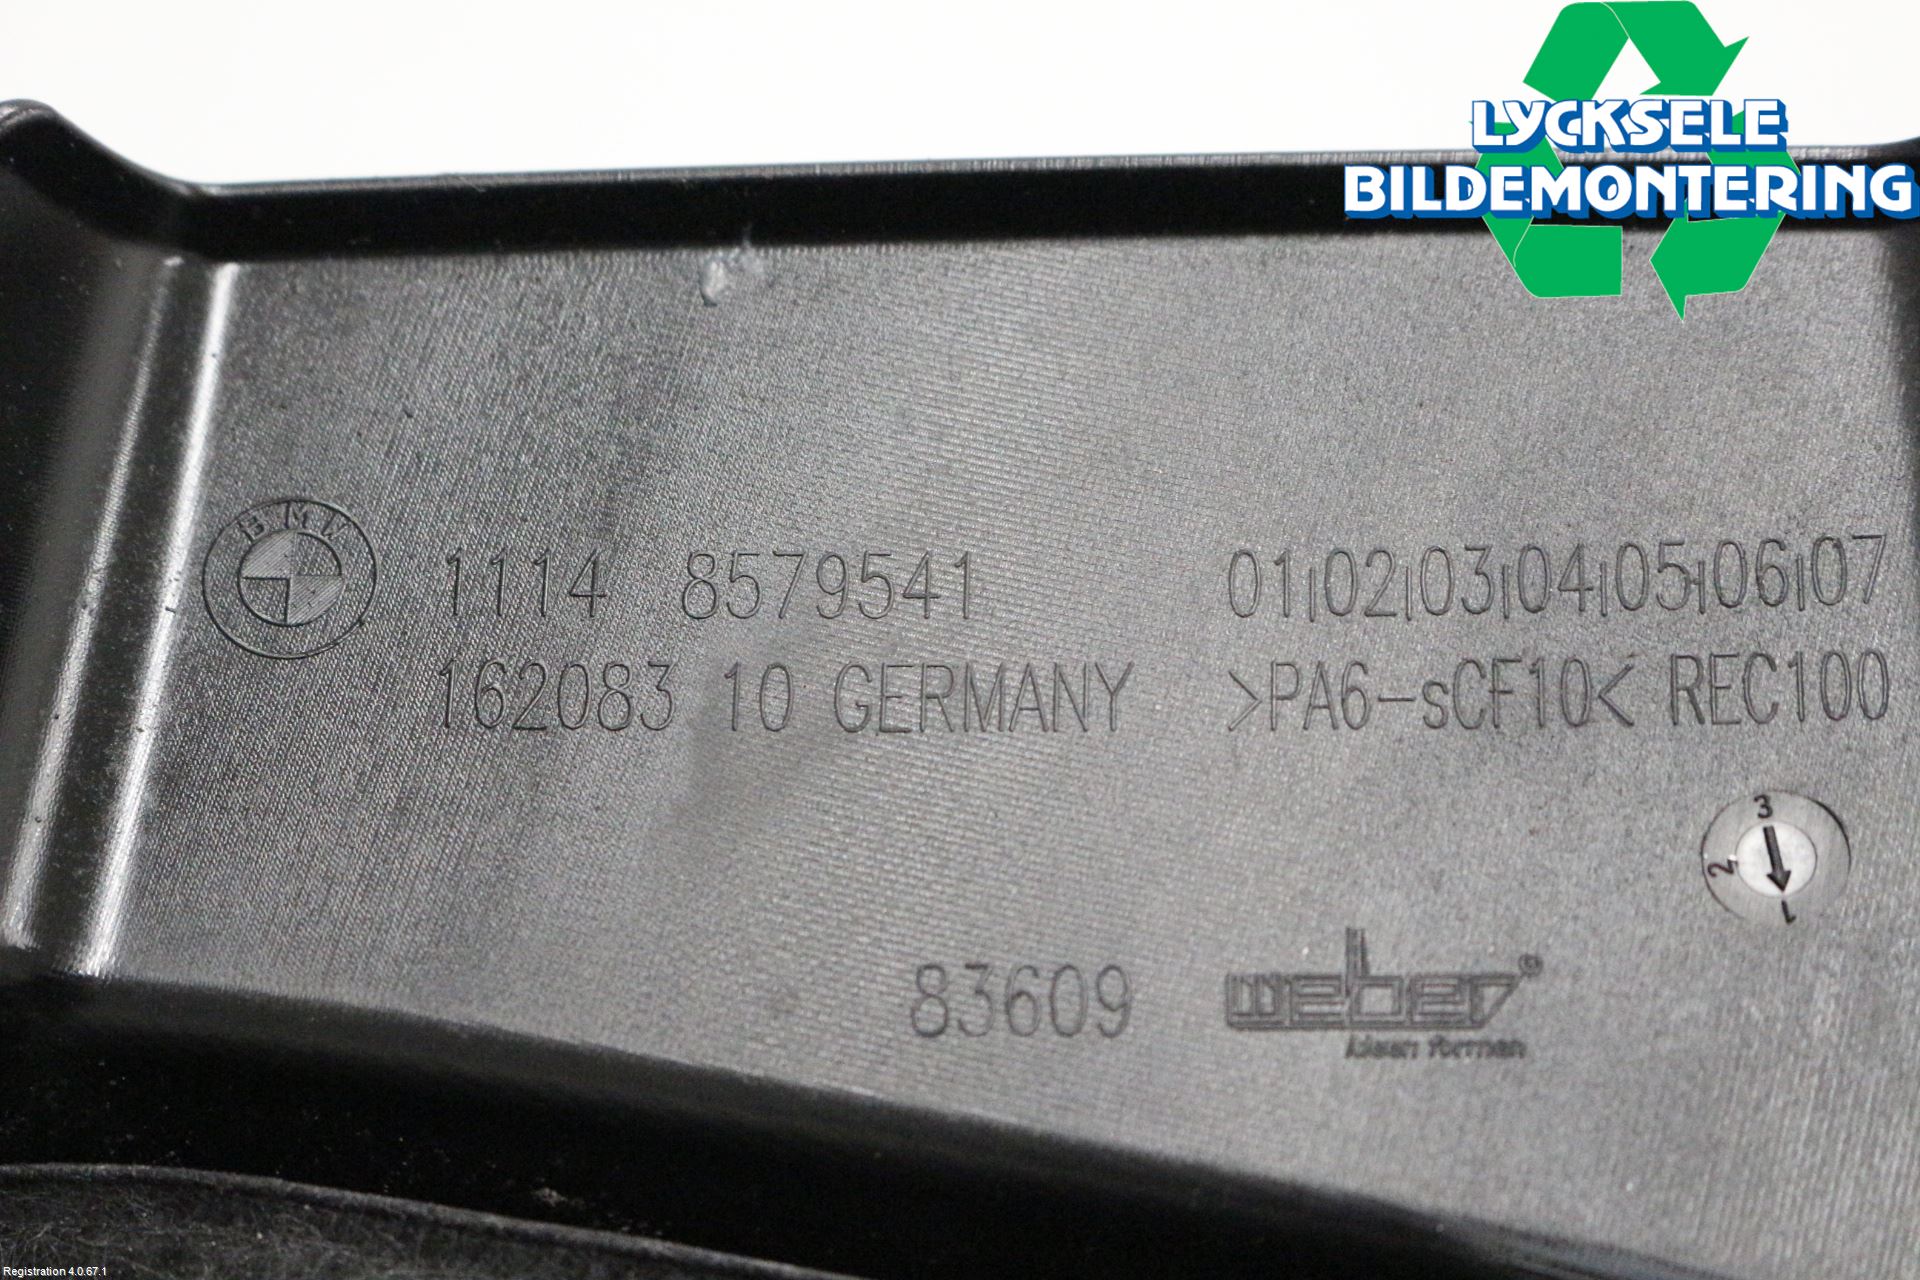 LYCKSELE
BILDEMONTERING
BMW
1114 8579541 01|02|03|04|05|06|07
162083 10 GERMANY >PA6-sCF10< REC100
3
2
1
83609 weber®
ideen formen
Registration 4.0.67.1